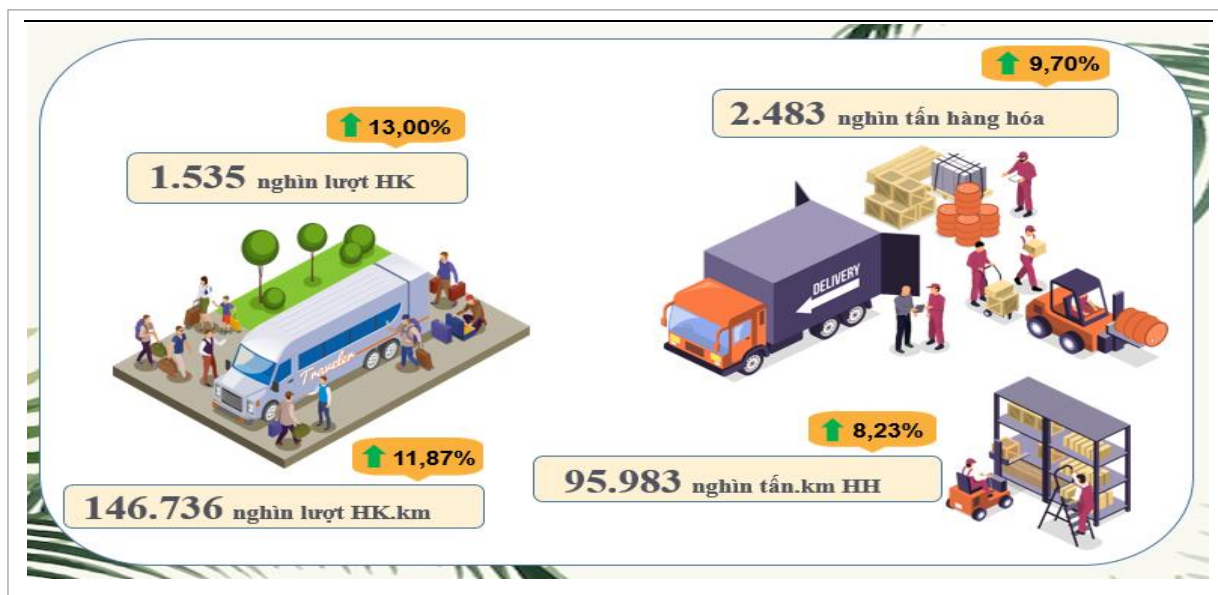 13,00%
1.535 nghìn lượt HK
9,70%
2.483 nghìn tấn hàng hóa
DELIVERY
Traveler
11,87%
146.736 nghìn lượt HK.km
8,23%
95.983 nghìn tấn.km HH